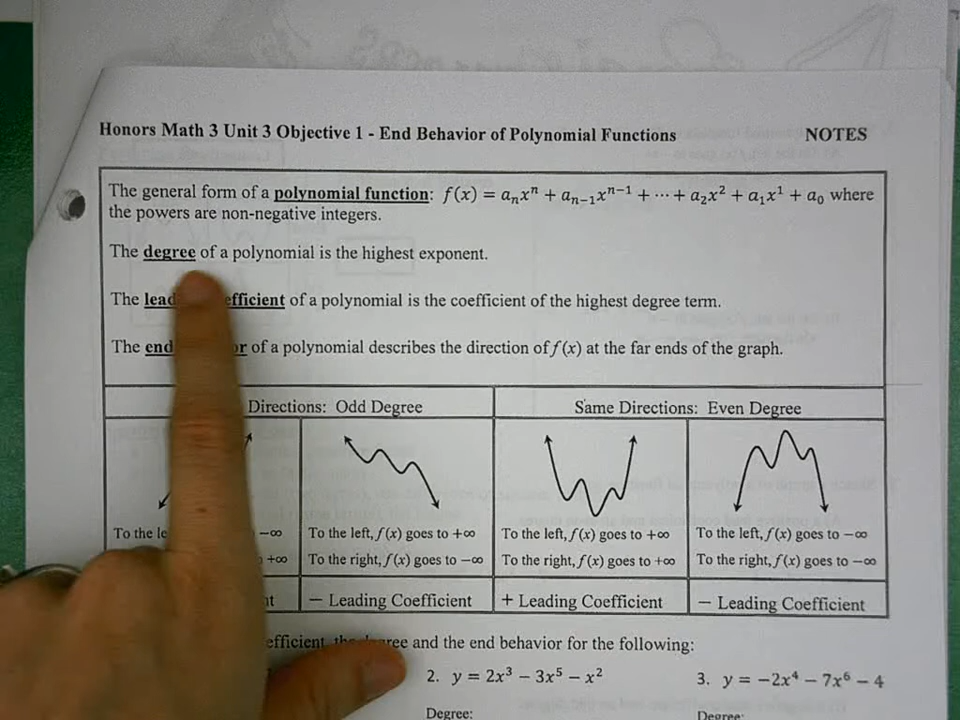 Honors Math 3 Unit 3 Objective 1 - End Behavior of Polynomial Functions NOTES
The general form of a polynomial function: f(x) = aₙxⁿ + aₙ₋₁xⁿ⁻¹ + ⋯ + a₂x² + a₁x¹ + a₀ where
the powers are non-negative integers.
The degree of a polynomial is the highest exponent.
The of a polynomial is the coefficient of the highest degree term.
The end of a polynomial describes the direction of f(x) at the far ends of the graph.
Directions: Odd Degree Same Directions: Even Degree
To the −∞ To the left, f(x) goes to +∞ To the left, f(x) goes to +∞ To the left, f(x) goes to −∞
+∞ To the right, f(x) goes to −∞ To the right, f(x) goes to +∞ To the right, f(x) goes to −∞
− Leading Coefficient + Leading Coefficient − Leading Coefficient
and the end behavior for the following:
2. y = 2x³ − 3x⁵ − x² 3. y = −2x⁴ − 7x⁶ − 4
Degree: Degree: